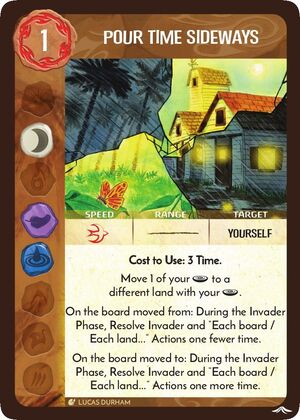 1
POUR TIME SIDEWAYS
SPEED RANGE TARGET
YOURSELF
Cost to Use: 3 Time.
Move 1 of your to a
different land with your .
On the board moved from: During the Invader
Phase, Resolve Invader and "Each board /
Each land..." Actions one fewer time.
On the board moved to: During the Invader
Phase, Resolve Invader and "Each board /
Each land..." Actions one more time.
LUCAS DURHAM